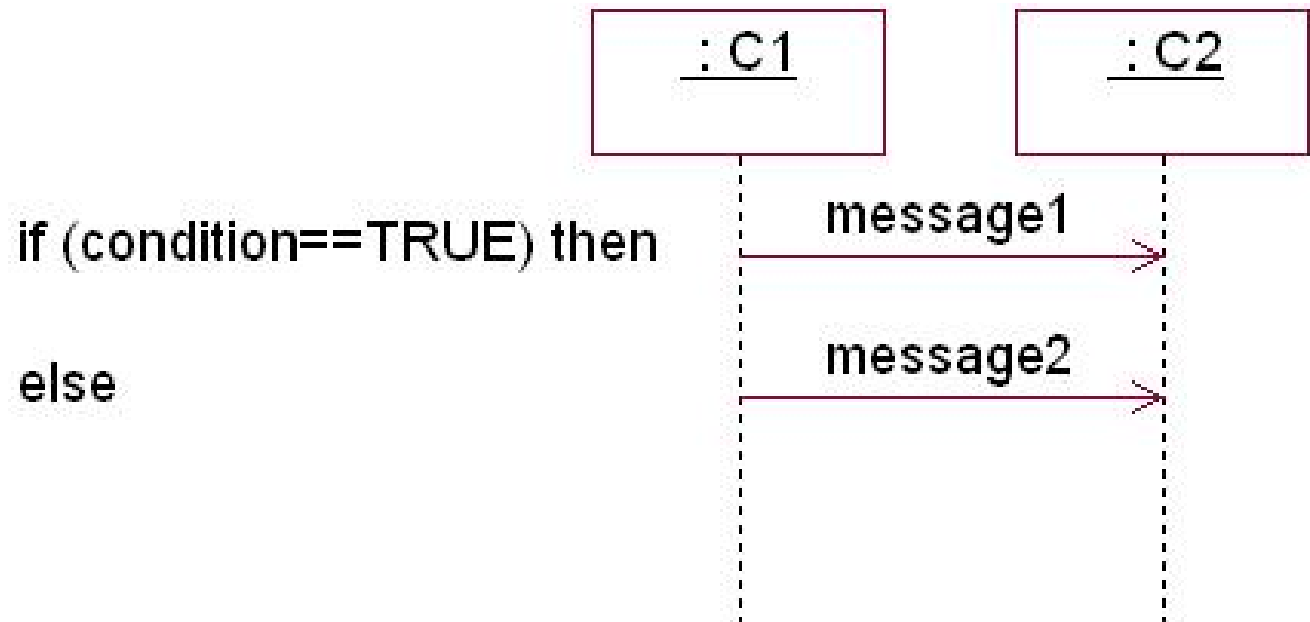 : C1
: C2
message1
if (condition==TRUE) then
message2
else